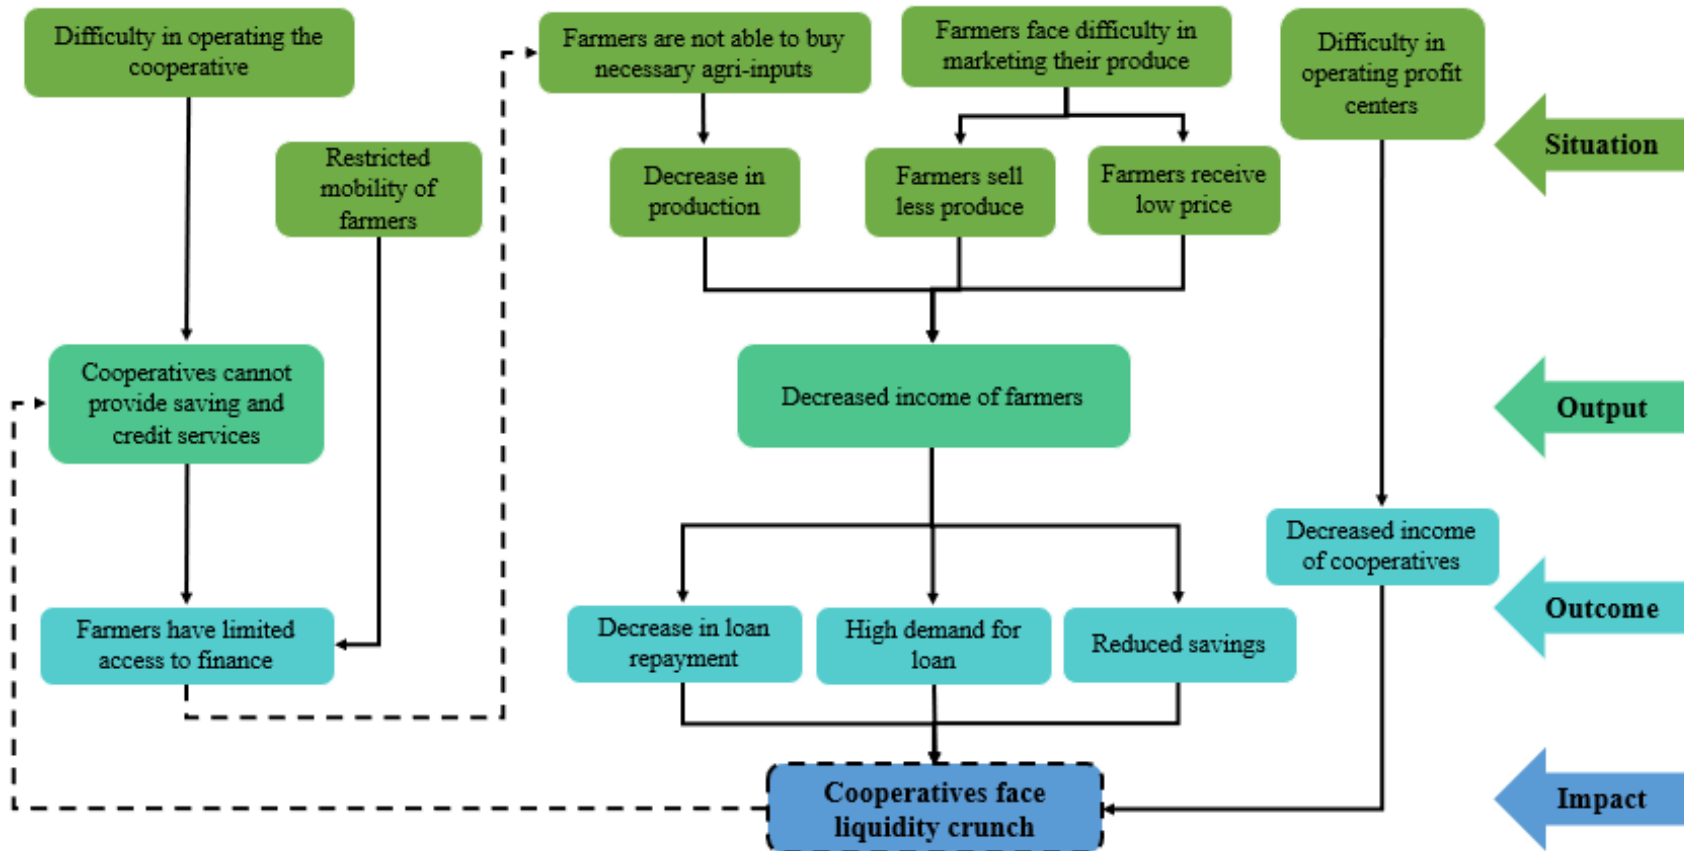 Difficulty in operating the
cooperative
Farmers are not able to buy
necessary agri-inputs
Farmers face difficulty in
marketing their produce
Difficulty in
operating profit
centers
Situation
Restricted
mobility of
farmers
Decrease in
production
Farmers sell
less produce
Farmers receive
low price
Cooperatives cannot
provide saving and
credit services
Decreased income of farmers
Output
Decreased income
of cooperatives
Farmers have limited
access to finance
Decrease in loan
repayment
High demand for
loan
Reduced savings
Outcome
Cooperatives face
liquidity crunch
Impact